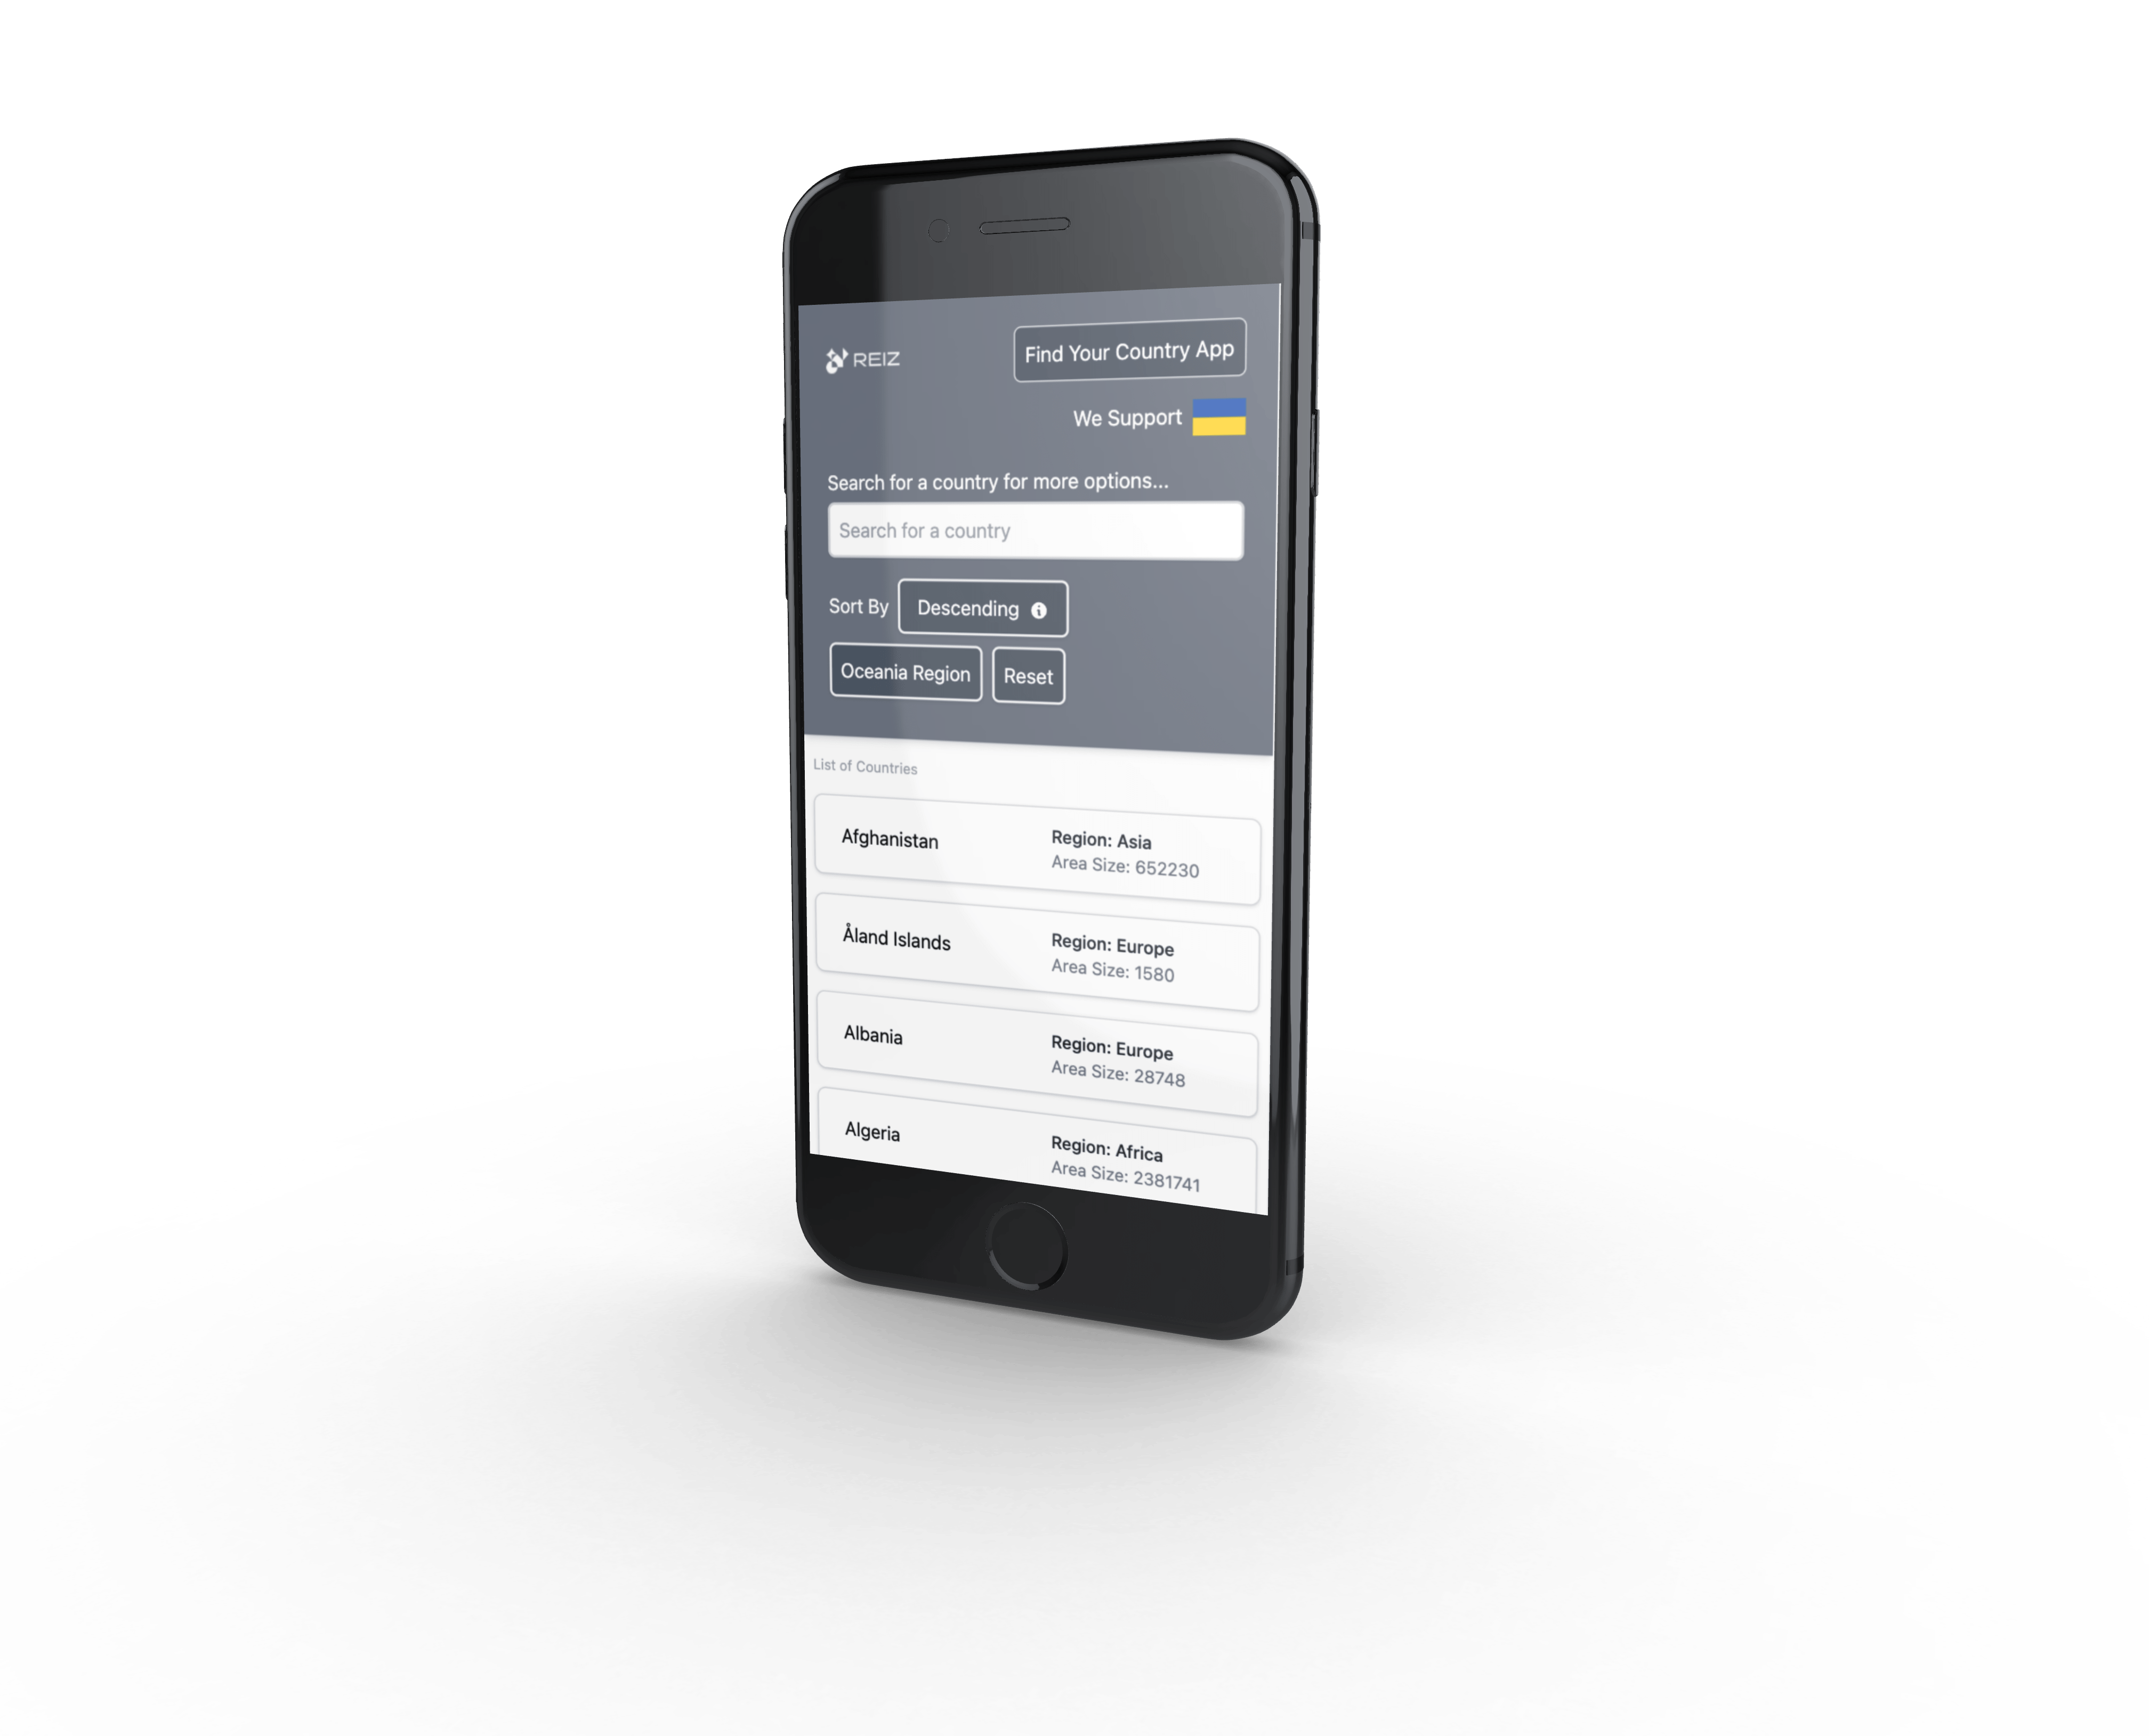 REIZ
Find Your Country App
We Support
Search for a country for more options...
Search for a country
Sort By Descending
Oceania Region Reset
List of Countries
Afghanistan
Region: Asia
Area Size: 652230
Åland Islands
Region: Europe
Area Size: 1580
Albania
Region: Europe
Area Size: 28748
Algeria
Region: Africa
Area Size: 2381741